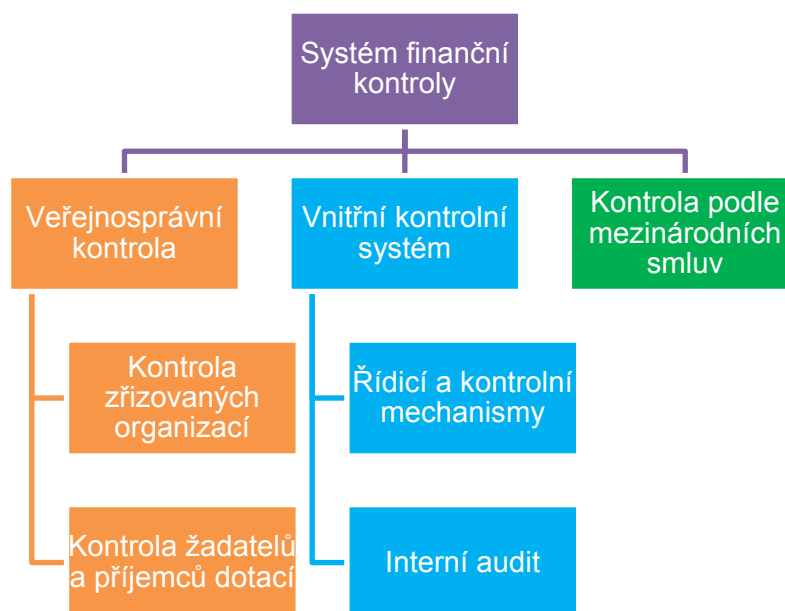 Systém finanční
kontroly
Veřejnosprávní
kontrola
Vnitřní kontrolní
systém
Kontrola podle
mezinárodních
smluv
Kontrola
zřizovaných
organizací
Řídicí a kontrolní
mechanismy
Kontrola žadatelů
a příjemců dotací
Interní audit